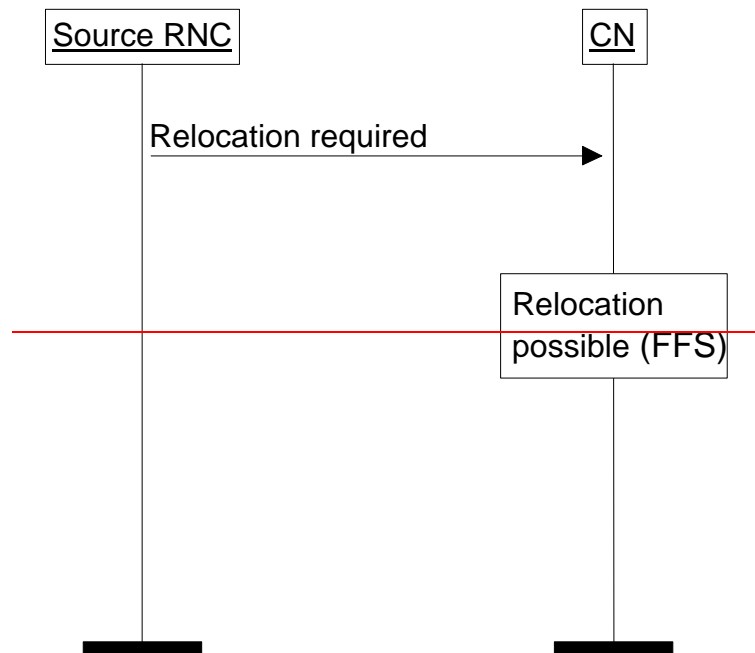 Source RNC
CN
Relocation required
Relocation
possible (FFS)